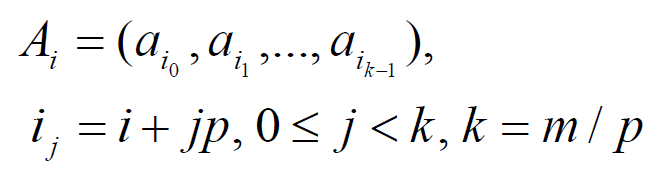 A_i = (a_{i_0}, a_{i_1}, ..., a_{i_{k-1}}),
i_j = i + jp, 0 ≤ j < k, k = m / p